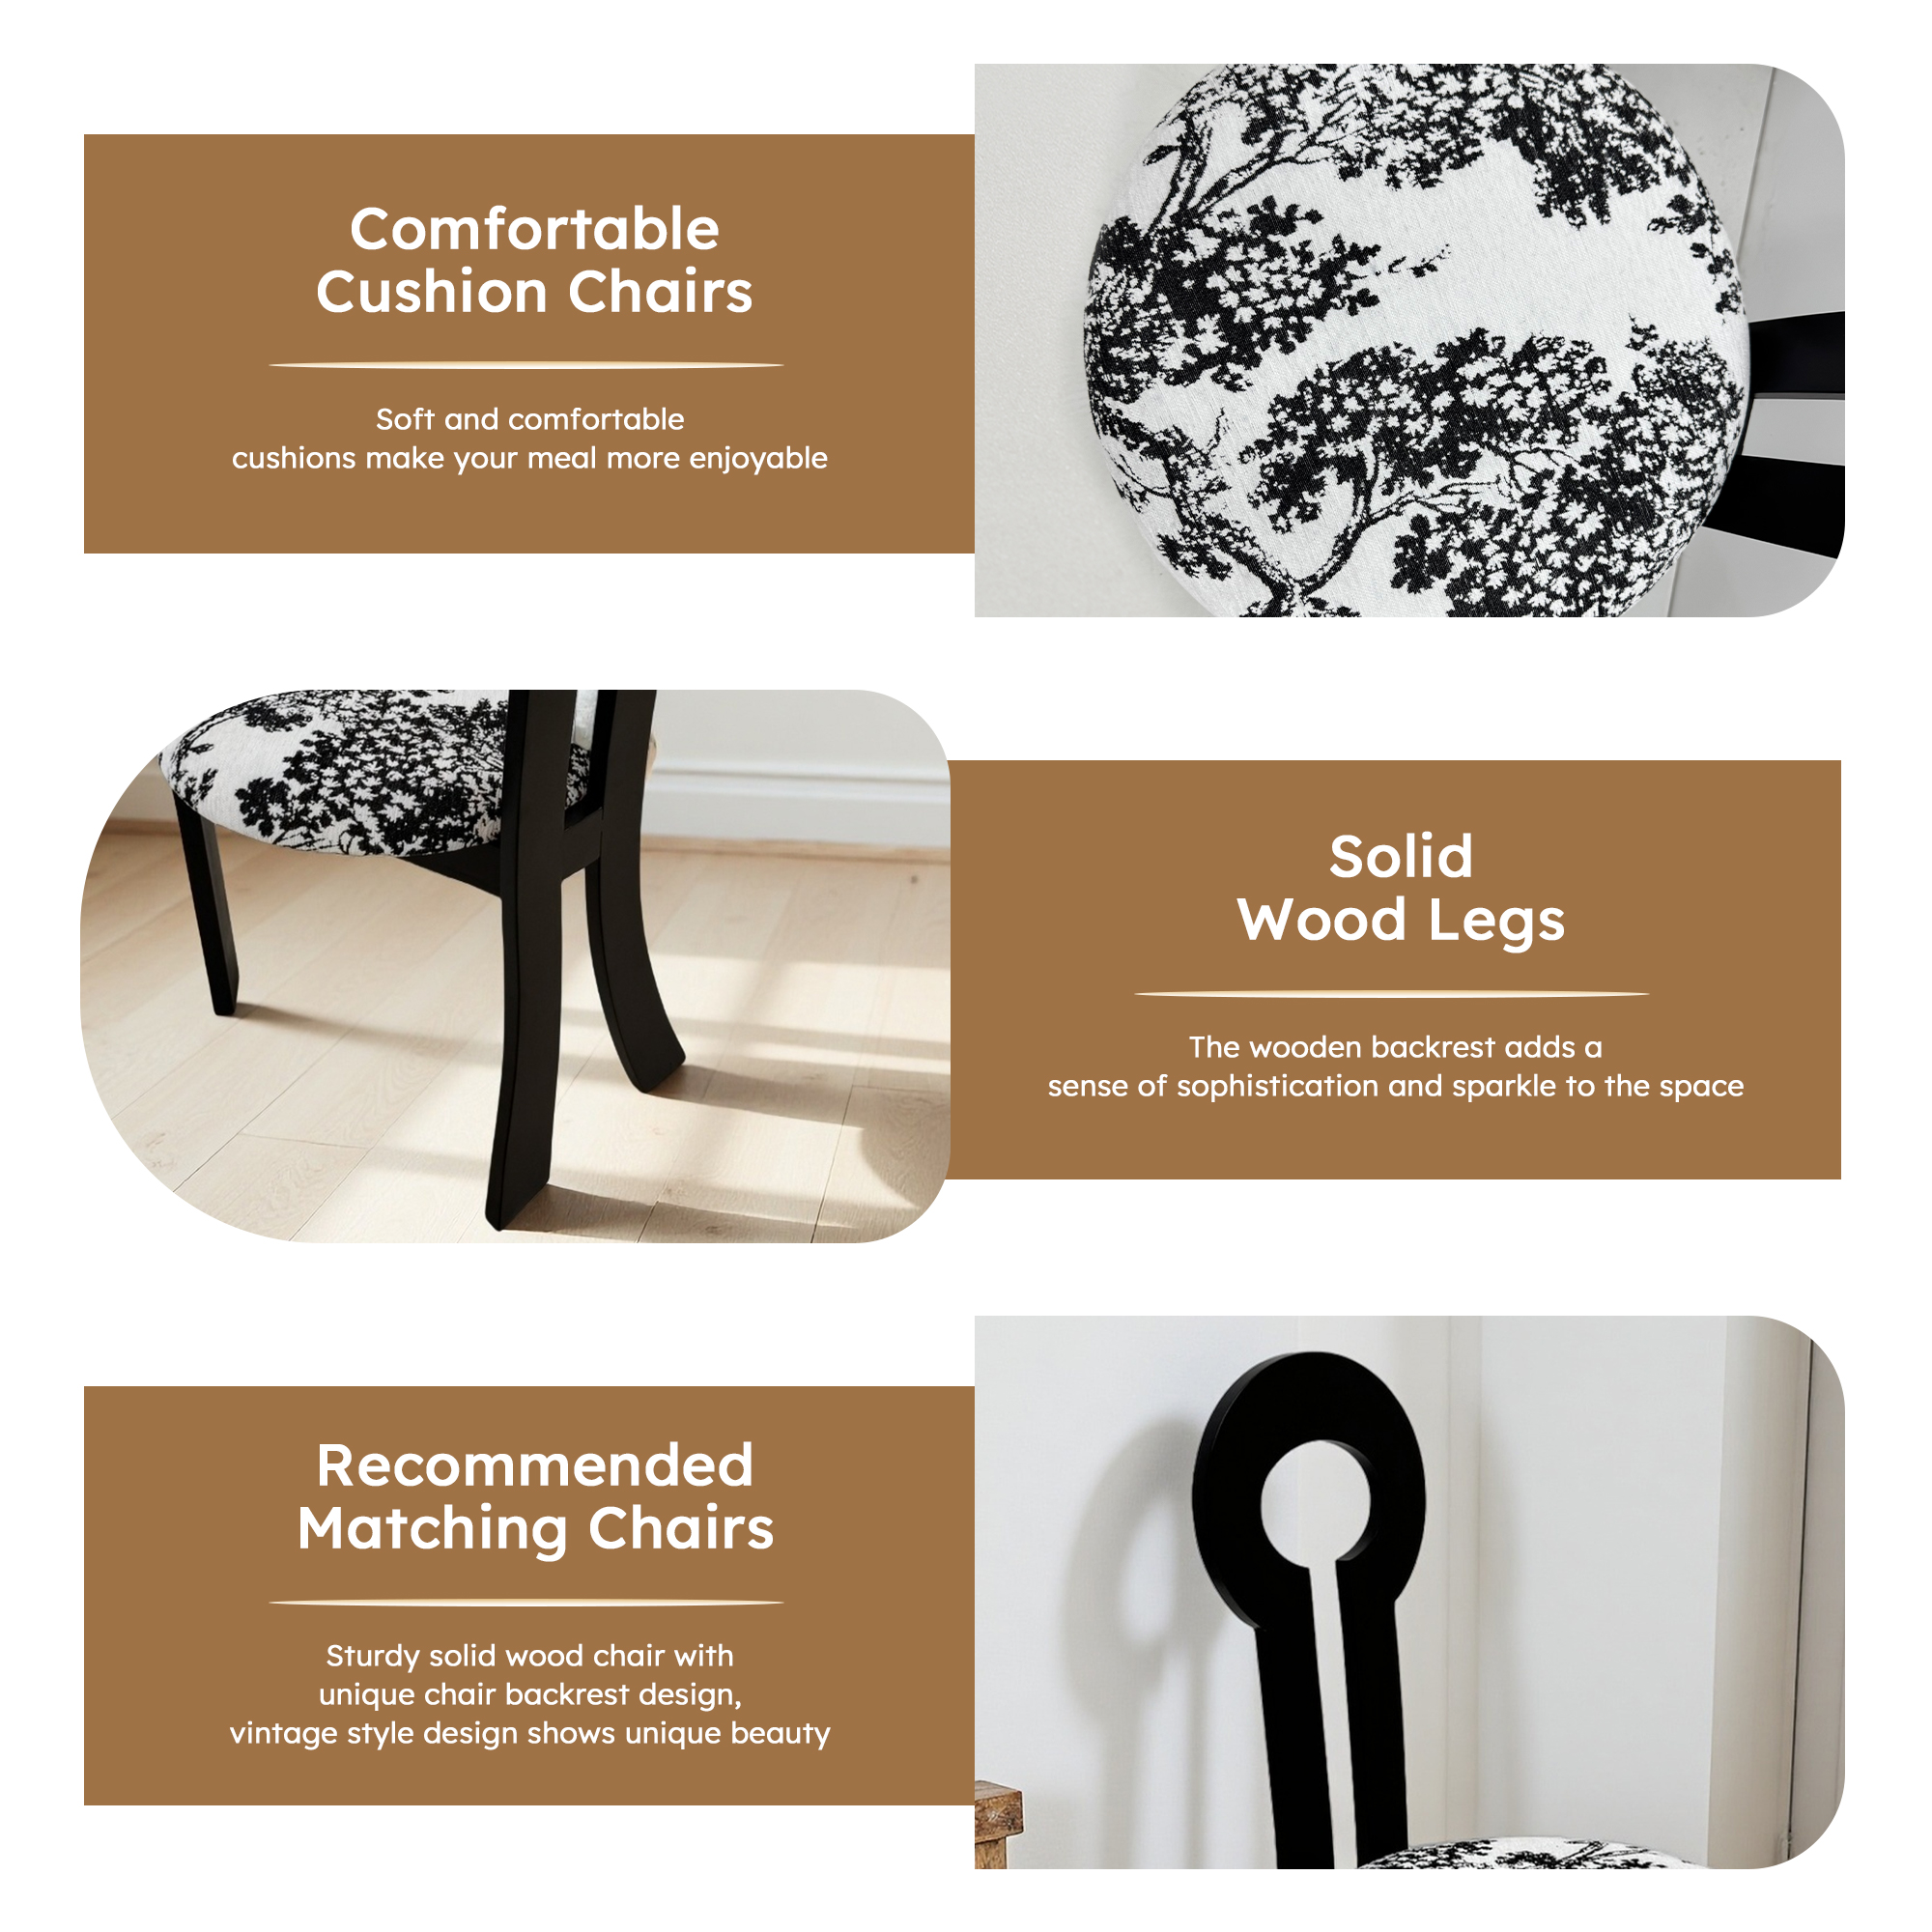 Comfortable
Cushion Chairs
Soft and comfortable
cushions make your meal more enjoyable
Solid
Wood Legs
The wooden backrest adds a
sense of sophistication and sparkle to the space
Recommended
Matching Chairs
Sturdy solid wood chair with
unique chair backrest design,
vintage style design shows unique beauty